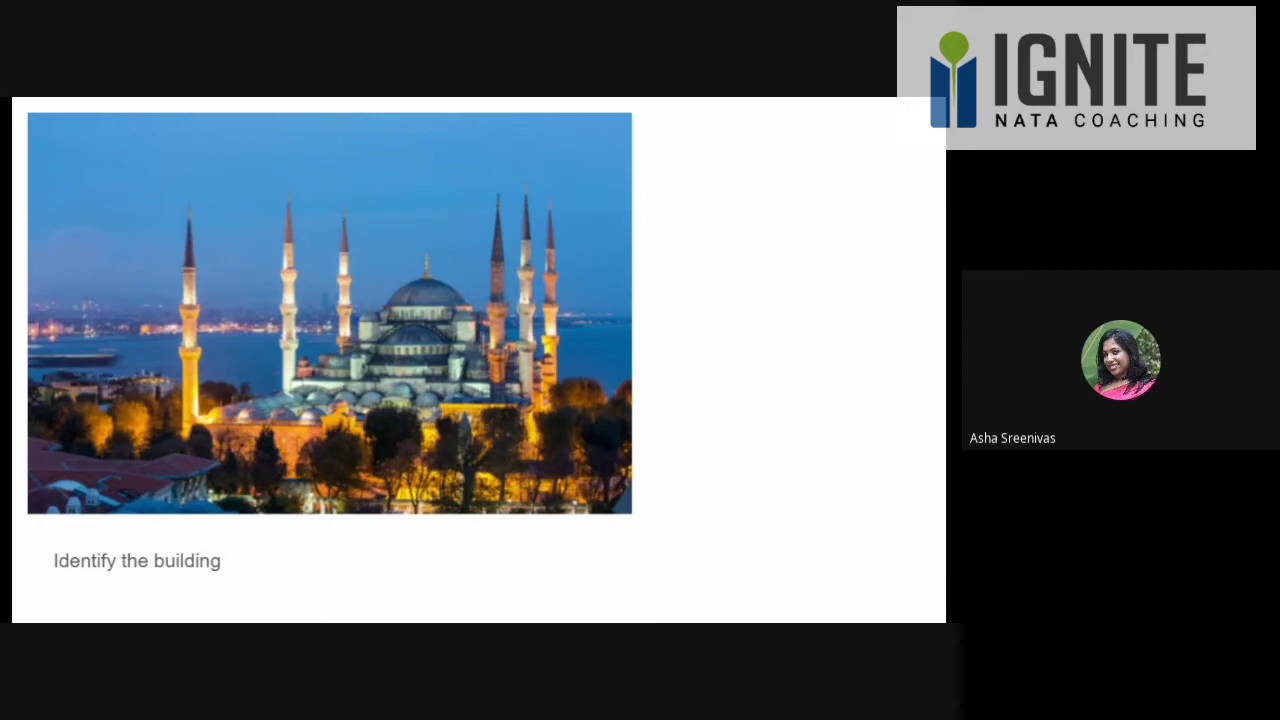 IGNITE
NATA COACHING
Asha Sreenivas
Identify the building